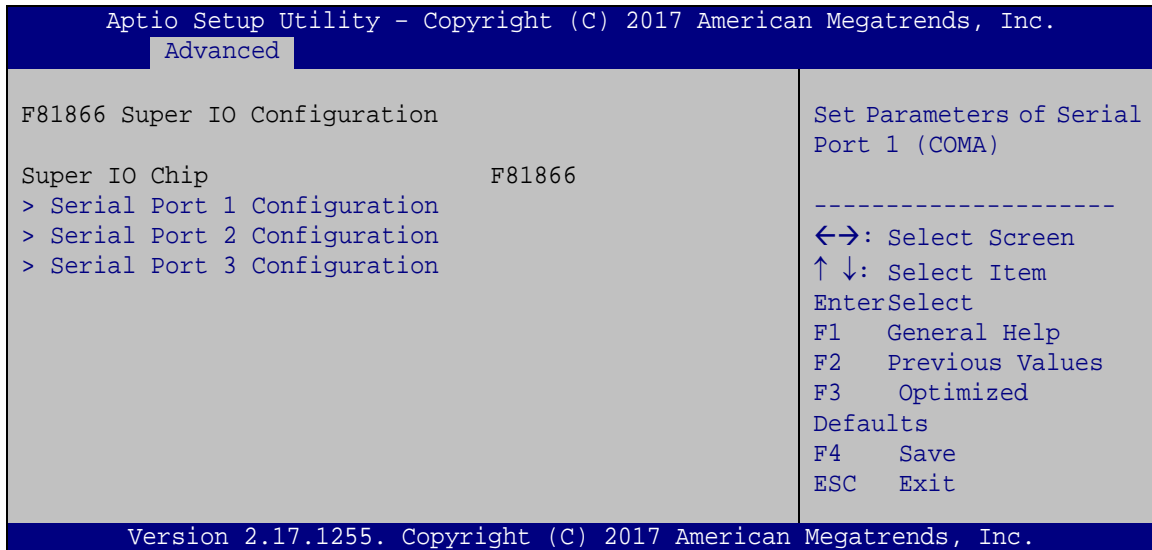 Aptio Setup Utility – Copyright (C) 2017 American Megatrends, Inc.
Advanced
F81866 Super IO Configuration
Super IO Chip F81866
> Serial Port 1 Configuration
> Serial Port 2 Configuration
> Serial Port 3 Configuration
Set Parameters of Serial
Port 1 (COMA)
---------------------
←→: Select Screen
↑ ↓: Select Item
EnterSelect
F1 General Help
F2 Previous Values
F3 Optimized
Defaults
F4 Save
ESC Exit
Version 2.17.1255. Copyright (C) 2017 American Megatrends, Inc.